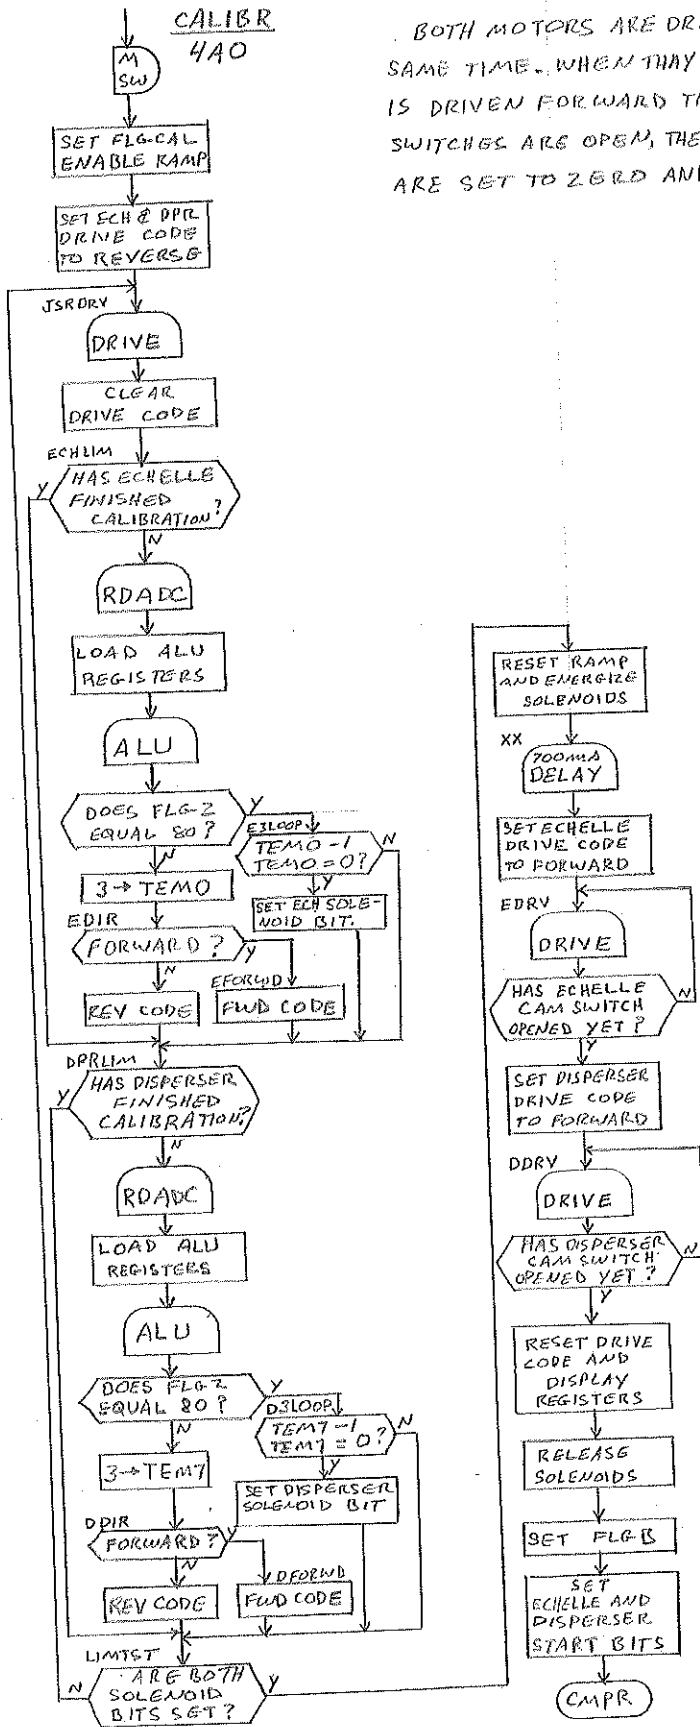 CALIBR
4A0
BOTH MOTORS ARE
SAME TIME. WHEN THAY
IS DRIVEN FORWARD
SWITCHES ARE OPEN,
ARE SET TO ZERO
M
SW
SET FLG-CAL
ENABLE RAMP
SET ECH & DPR
DRIVE CODE
TO REVERSE
JSRDRV
DRIVE
CLEAR
DRIVE CODE
ECHLIM
HAS ECHELLE
FINISHED
CALIBRATION?
Y
N
RDADC
LOAD ALU
REGISTERS
ALU
DOES FLG-2
EQUAL 80?
Y
N
E3LOOP
TEM0-1
TEM0=0?
N
Y
3→TEM0
SET ECH SOLE-
NOID BIT.
EDIR
FORWARD?
Y
N
EFORWD
REV CODE
FWD CODE
DPRLIM
HAS DISPERSER
FINISHED
CALIBRATION?
Y
N
RDADC
LOAD ALU
REGISTERS
ALU
DOES FLG-2
EQUAL 80?
Y
N
D3LOOP
TEM7-1
TEM7=0?
N
Y
3→TEM7
SET DISPERSER
SOLENOID BIT
DDIR
FORWARD?
Y
N
DFORWD
REV CODE
FWD CODE
LIMTST
ARE BOTH
SOLENOID
BITS SET?
N
Y
RESET RAMP
AND ENERGIZE
SOLENOIDS
XX
700MS
DELAY
SET ECHELLE
DRIVE CODE
TO FORWARD
EDRV
DRIVE
HAS ECHELLE
CAM SWITCH
OPENED YET?
N
Y
SET DISPERSER
DRIVE CODE
TO FORWARD
DDRV
DRIVE
HAS DISPERSER
CAM SWITCH
OPENED YET?
N
Y
RESET DRIVE
CODE AND
DISPLAY
REGISTERS
RELEASE
SOLENOIDS
SET FLGB
SET
ECHELLE AND
DISPERSER
START BITS
CMPR